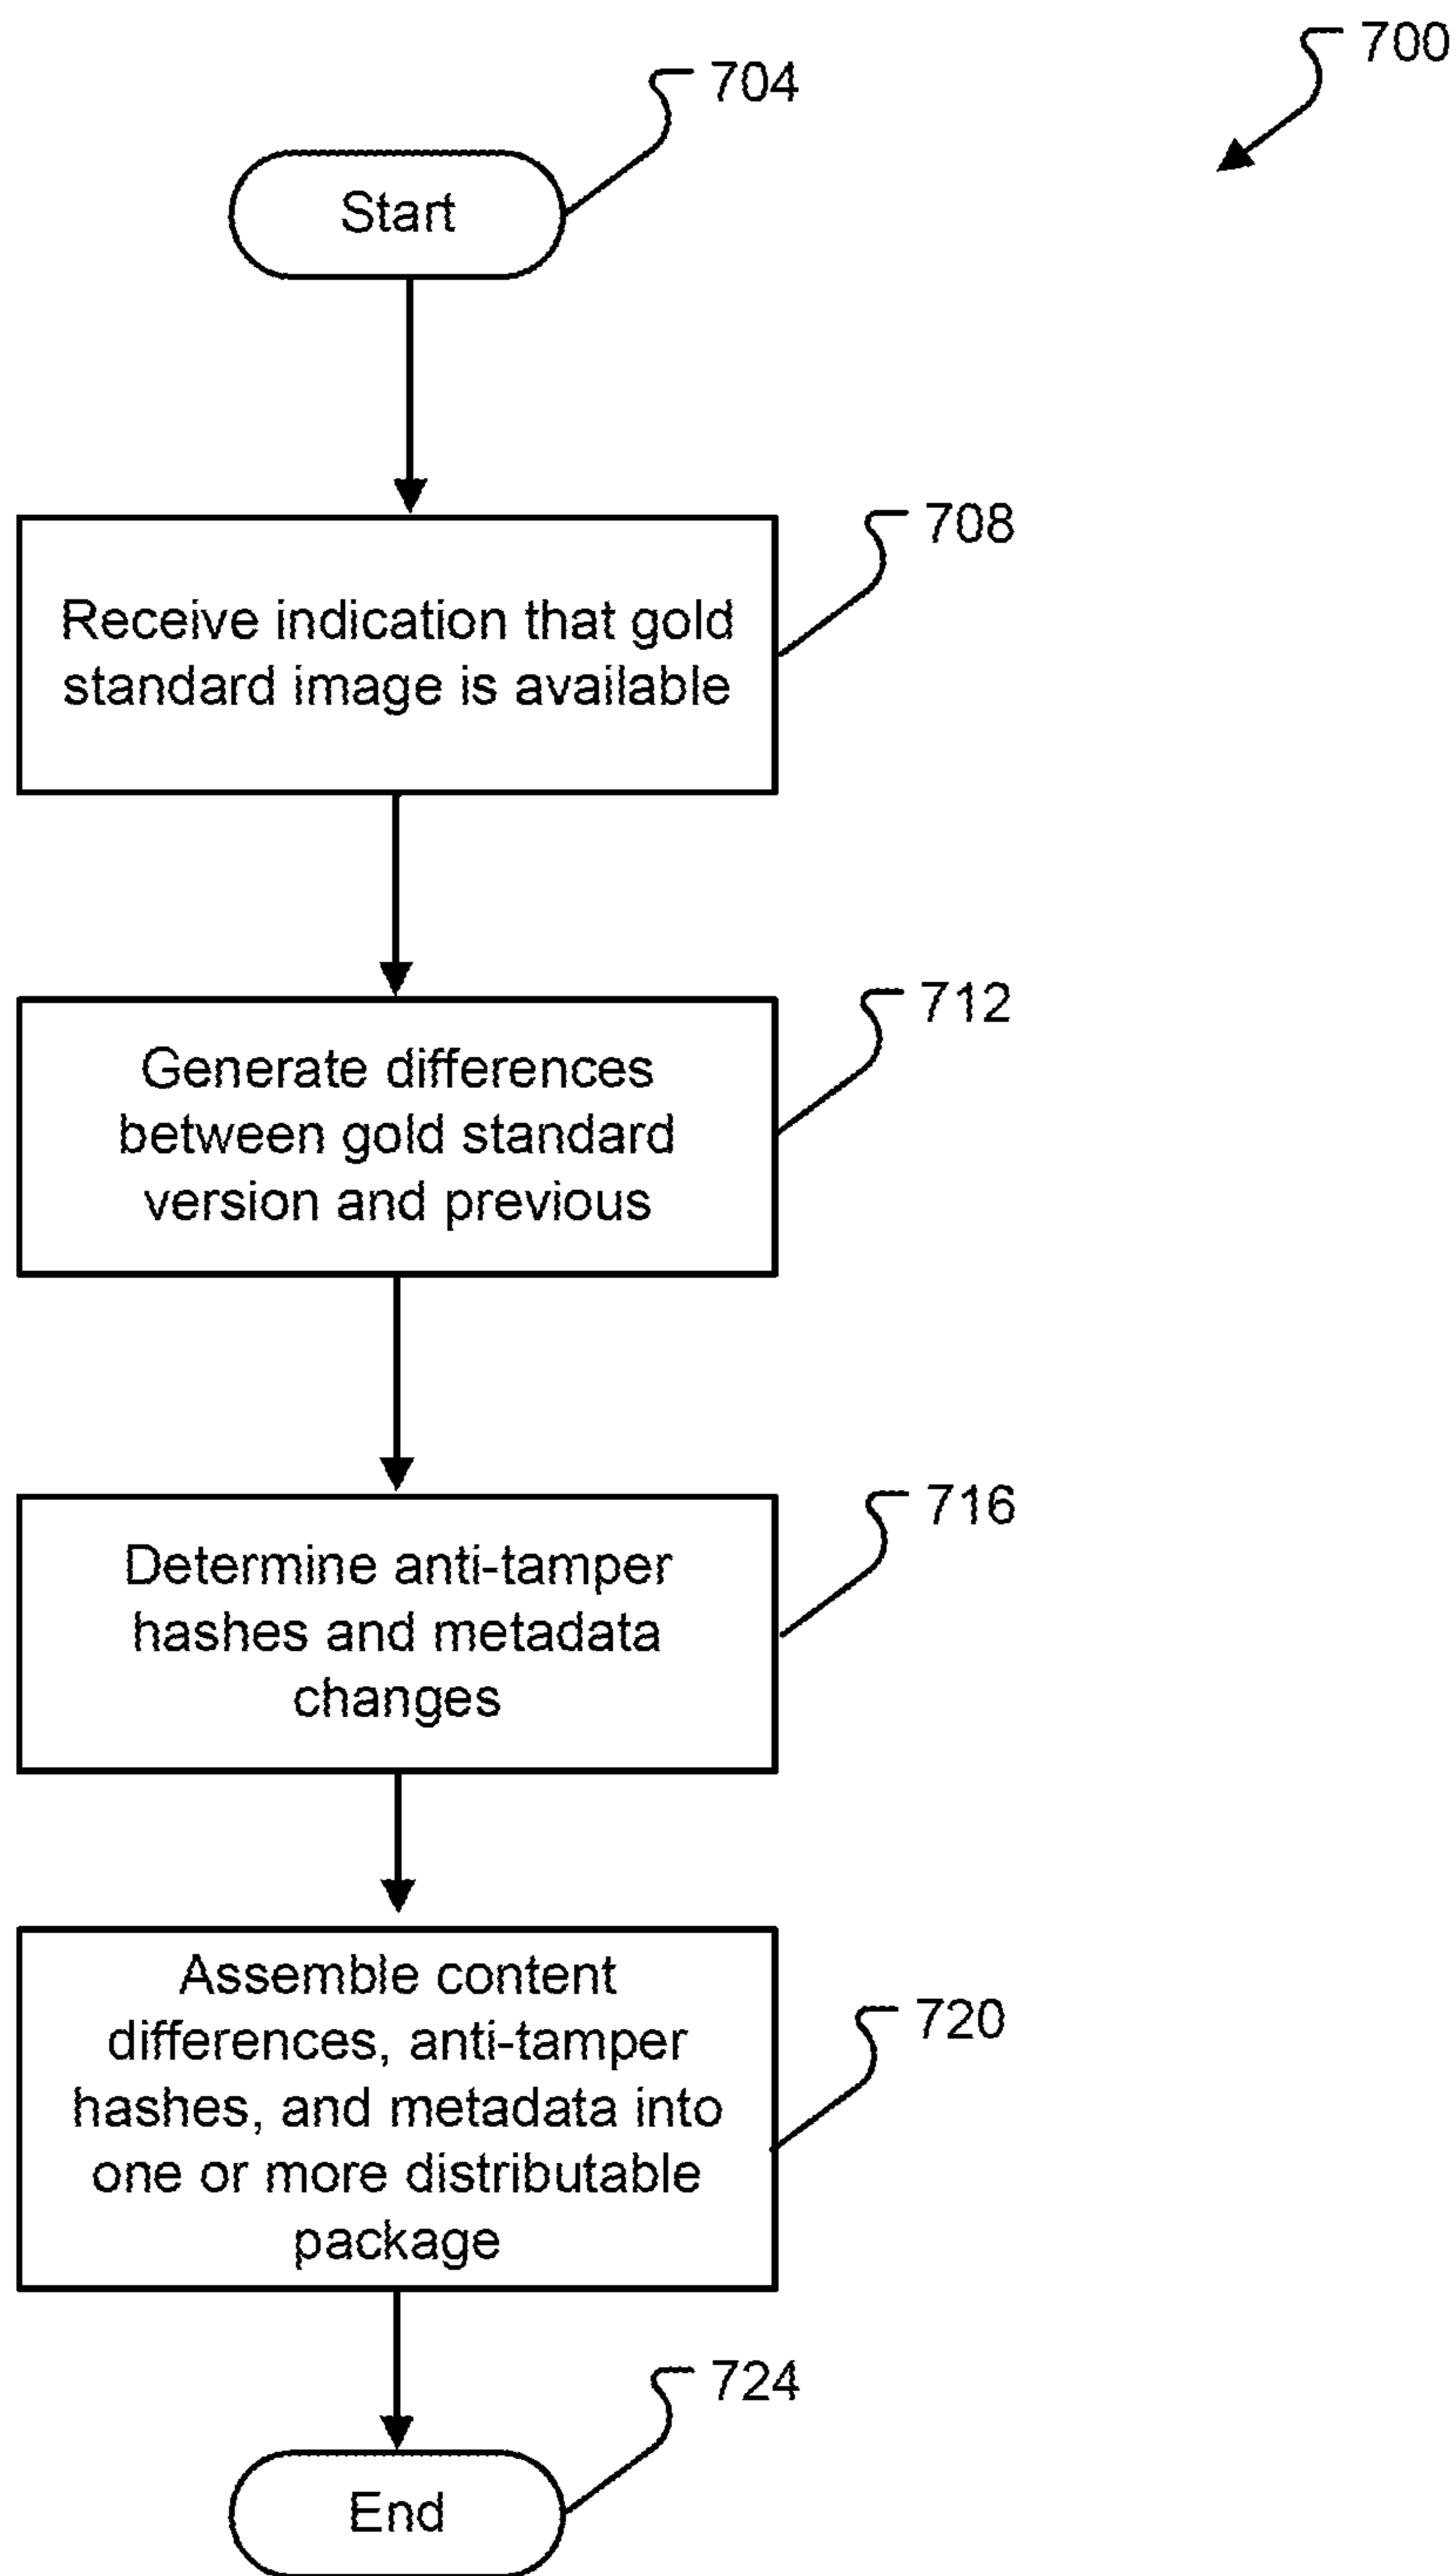 700
704
Start
708
Receive indication that gold
standard image is available
712
Generate differences
between gold standard
version and previous
716
Determine anti-tamper
hashes and metadata
changes
720
Assemble content
differences, anti-tamper
hashes, and metadata into
one or more distributable
package
724
End